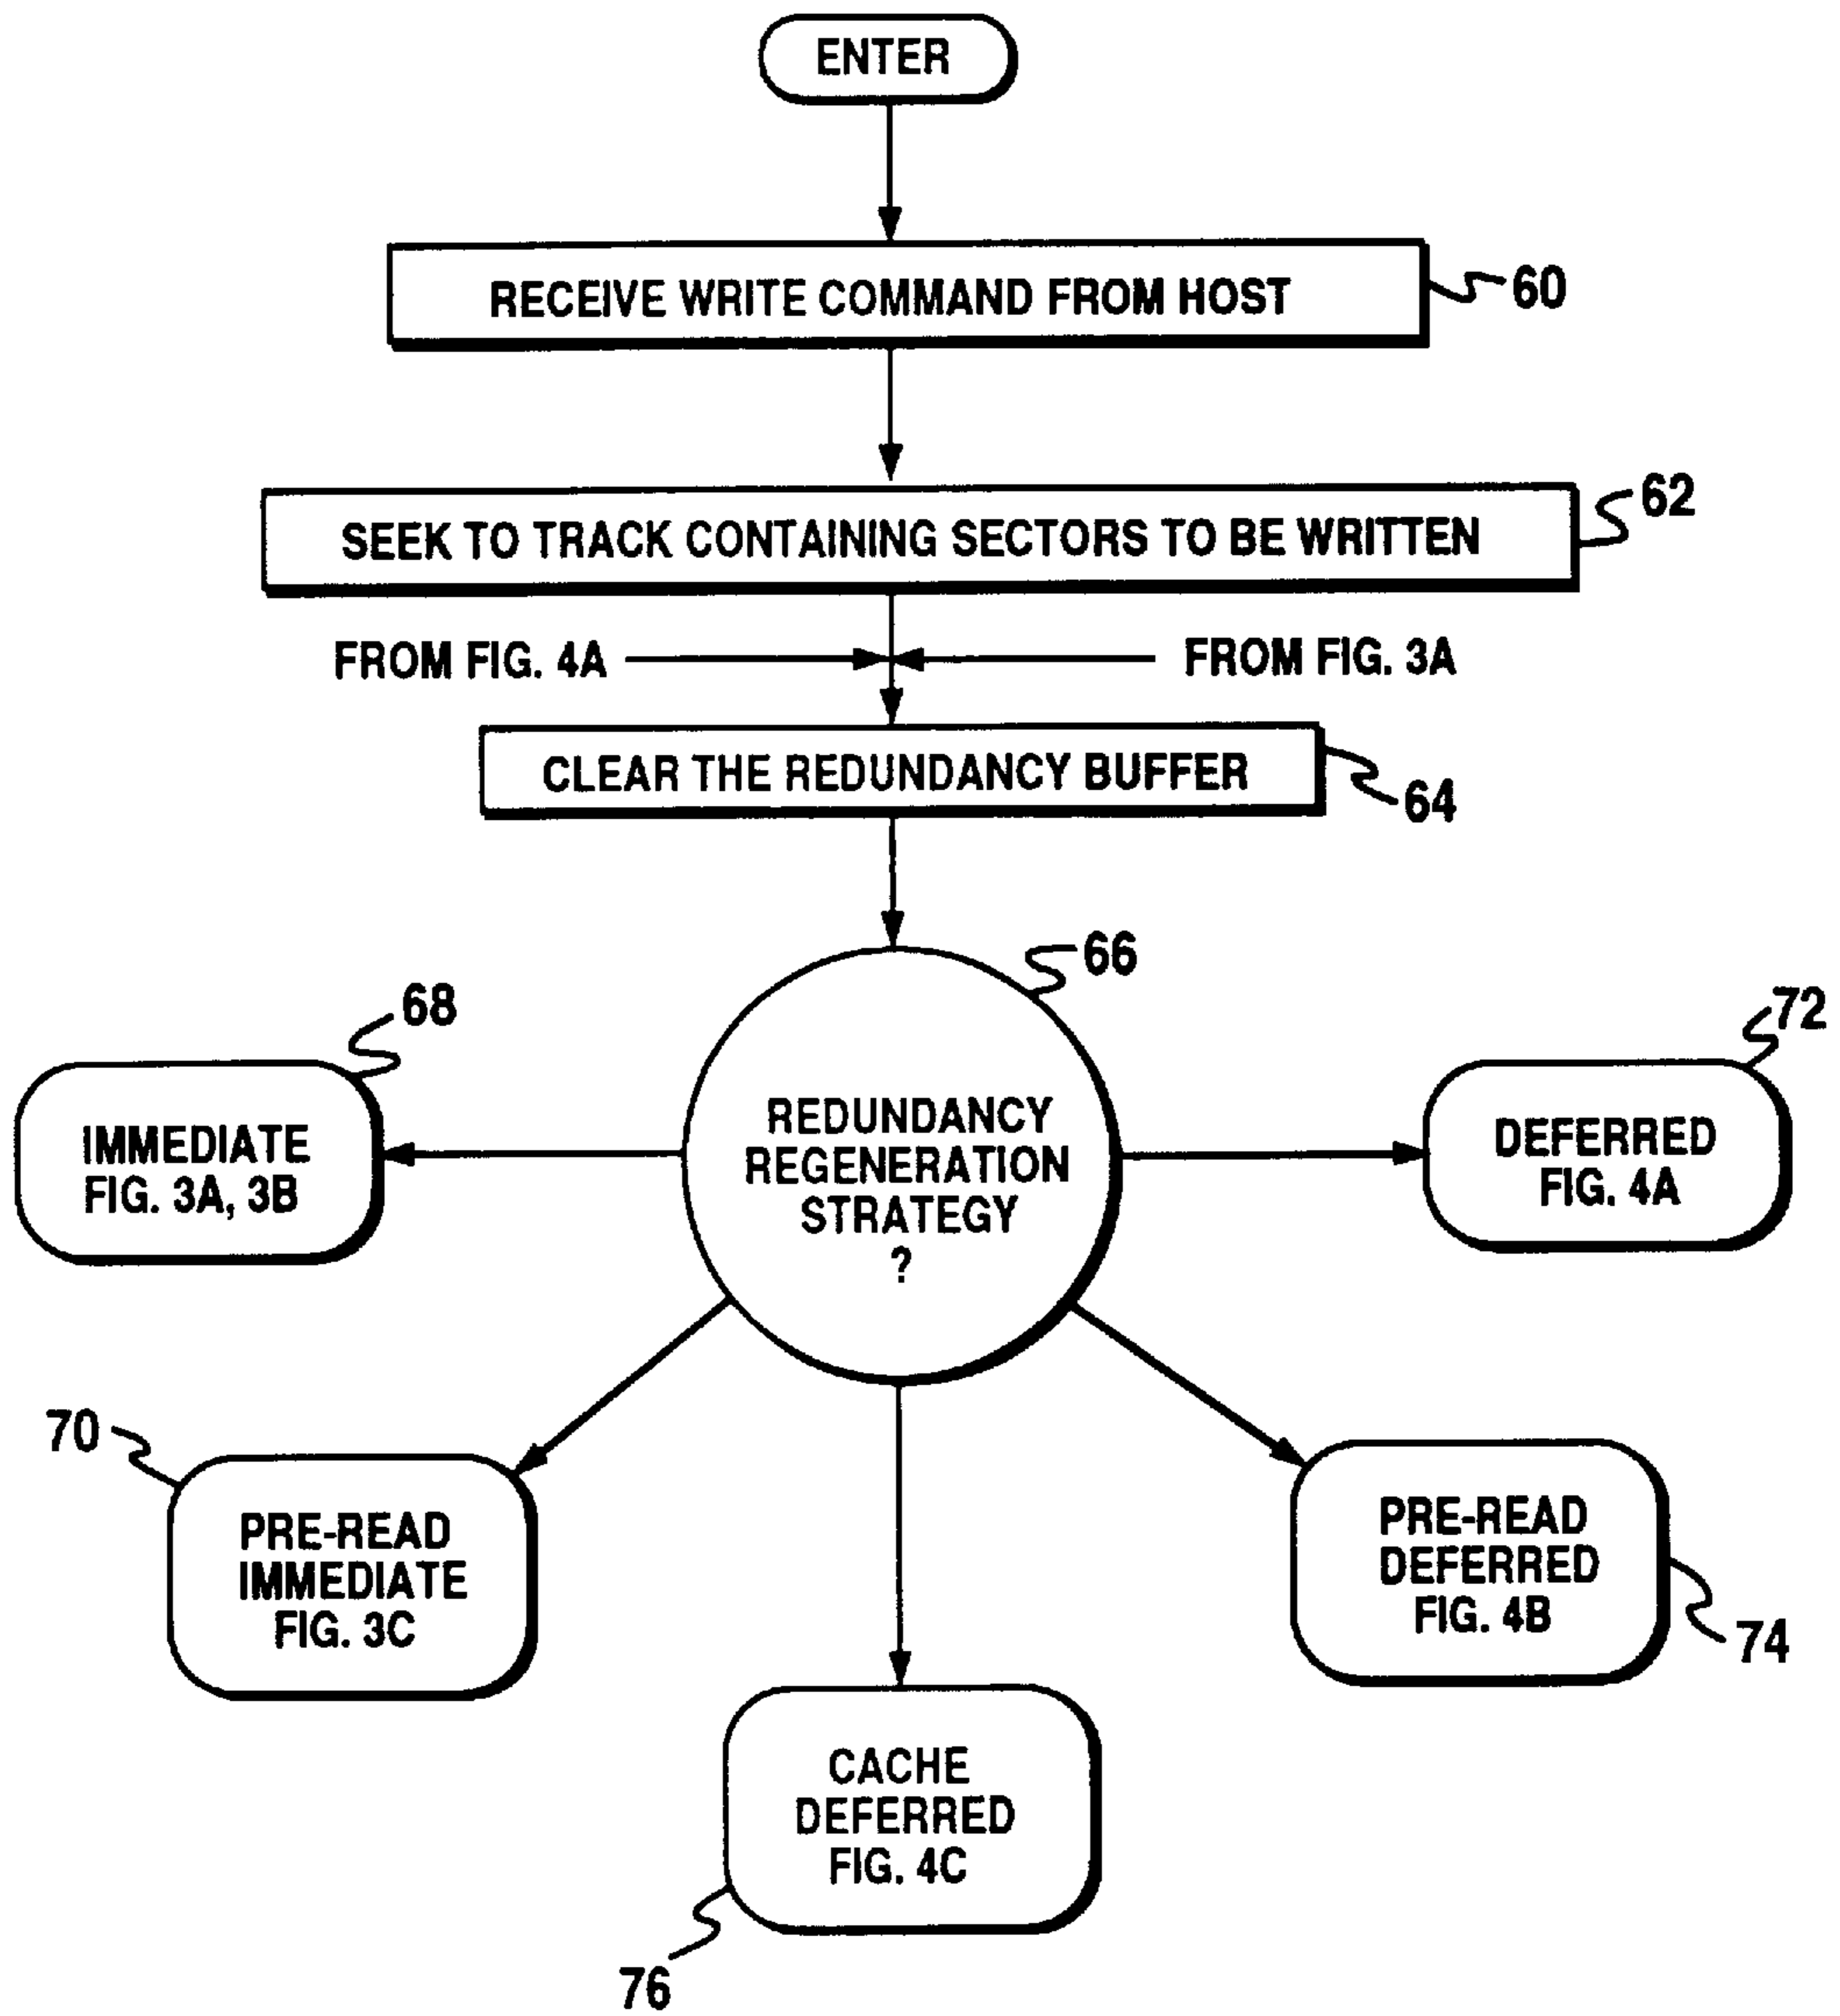 ENTER
RECEIVE WRITE COMMAND FROM HOST
60
SEEK TO TRACK CONTAINING SECTORS TO BE WRITTEN
62
FROM FIG. 4A
FROM FIG. 3A
CLEAR THE REDUNDANCY BUFFER
64
66
68
72
REDUNDANCY
REGENERATION
STRATEGY
?
IMMEDIATE
FIG. 3A, 3B
DEFERRED
FIG. 4A
70
PRE-READ
IMMEDIATE
FIG. 3C
PRE-READ
DEFERRED
FIG. 4B
74
CACHE
DEFERRED
FIG. 4C
76